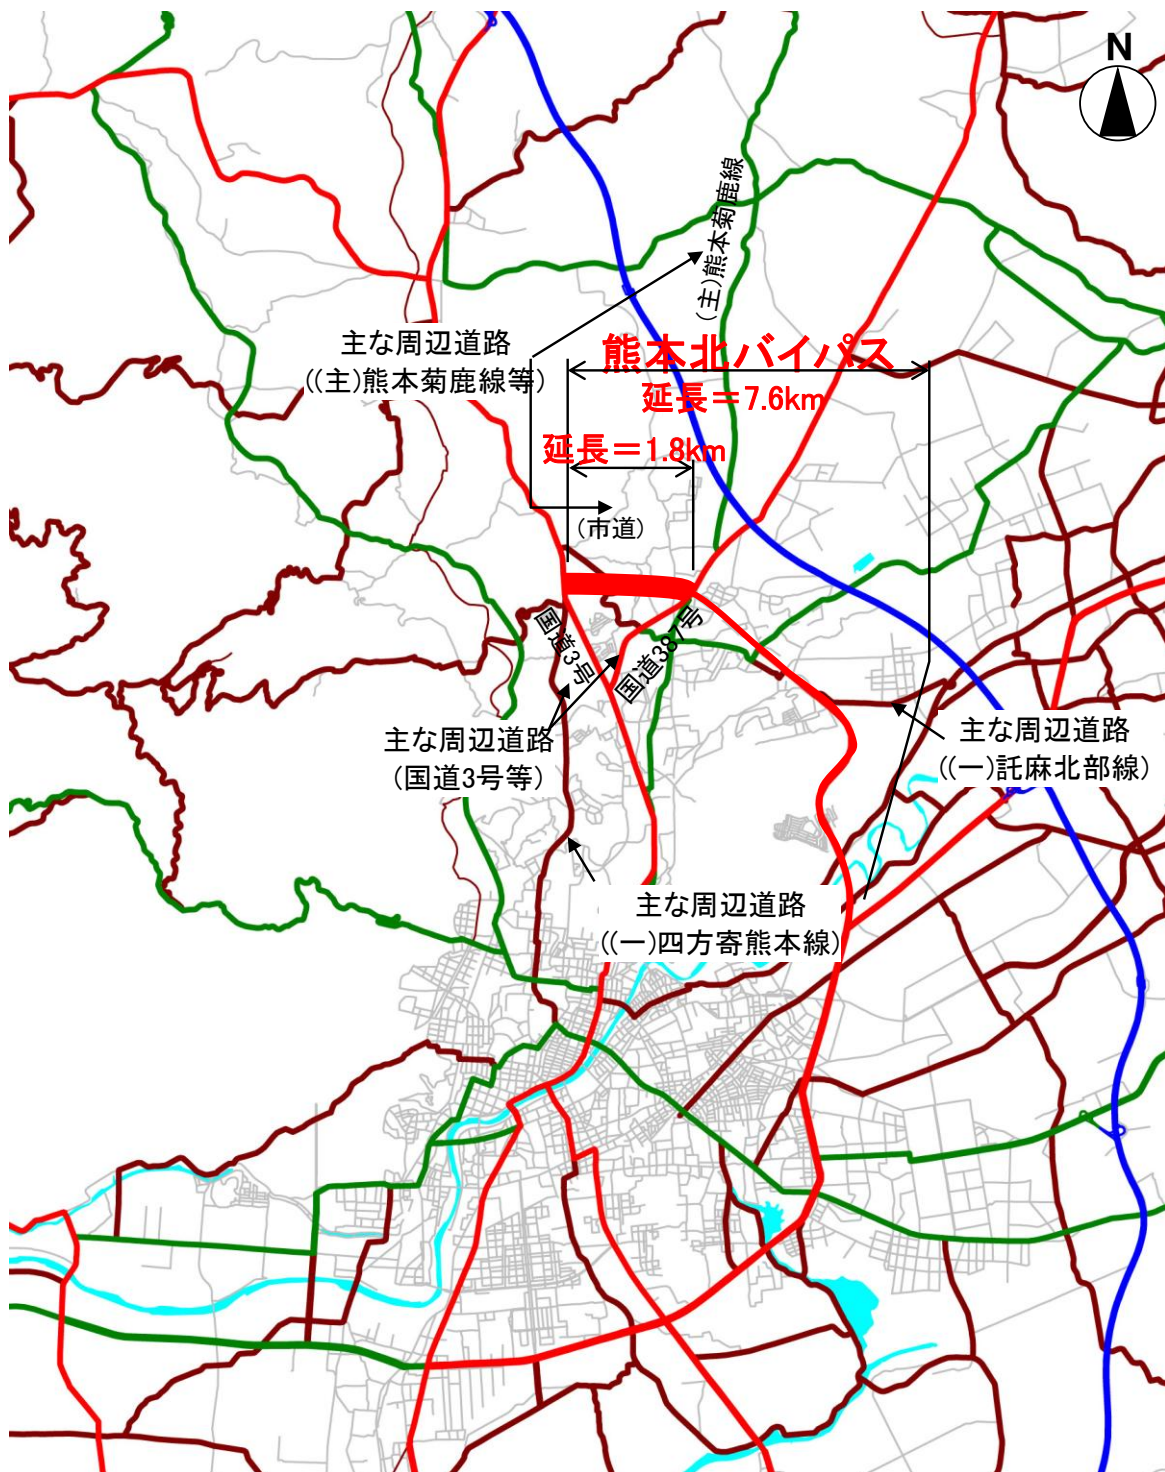 N
(主)熊本菊鹿線
主な周辺道路
((主)熊本菊鹿線等)
熊本北バイパス
延長＝7.6km
延長＝1.8km
(市道)
国道3号
国道387号
主な周辺道路
(国道3号等)
主な周辺道路
((一)託麻北部線)
主な周辺道路
((一)四方寄熊本線)